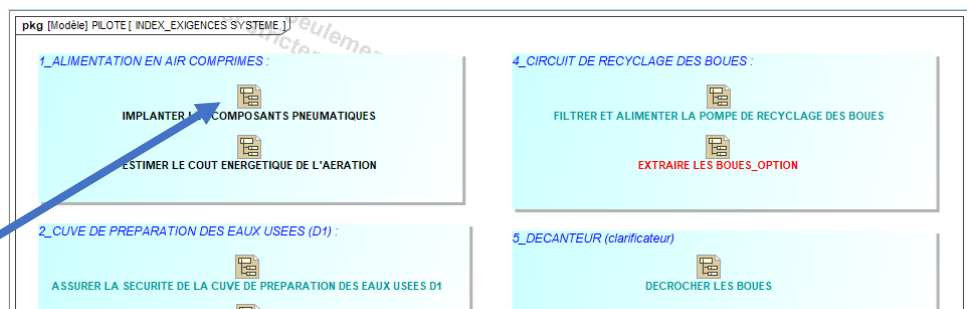 pkg [Modèle] PILOTE [ INDEX_EXIGENCES SYSTEME ]
1_ALIMENTATION EN AIR COMPRIMES :
IMPLANTER COMPOSANTS PNEUMATIQUES
ESTIMER LE COUT ENERGETIQUE DE L'AERATION
2_CUVE DE PREPARATION DES EAUX USEES (D1) :
ASSURER LA SECURITE DE LA CUVE DE PREPARATION DES EAUX USEES D1
4_CIRCUIT DE RECYCLAGE DES BOUES :
FILTRER ET ALIMENTER LA POMPE DE RECYCLAGE DES BOUES
EXTRAIRE LES BOUES_OPTION
5_DECANTEUR (clarificateur)
DECROCHER LES BOUES